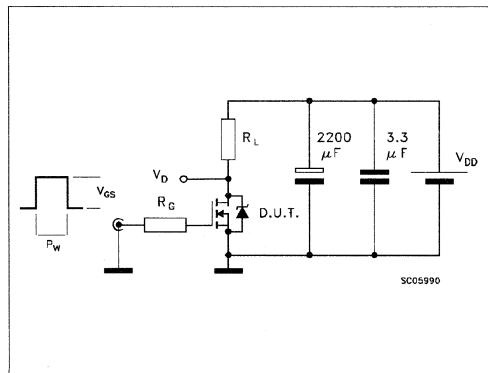 R_L
2200 μF
3.3 μF
V_DD
V_D
V_GS
R_G
D.U.T.
P_W
SC05990